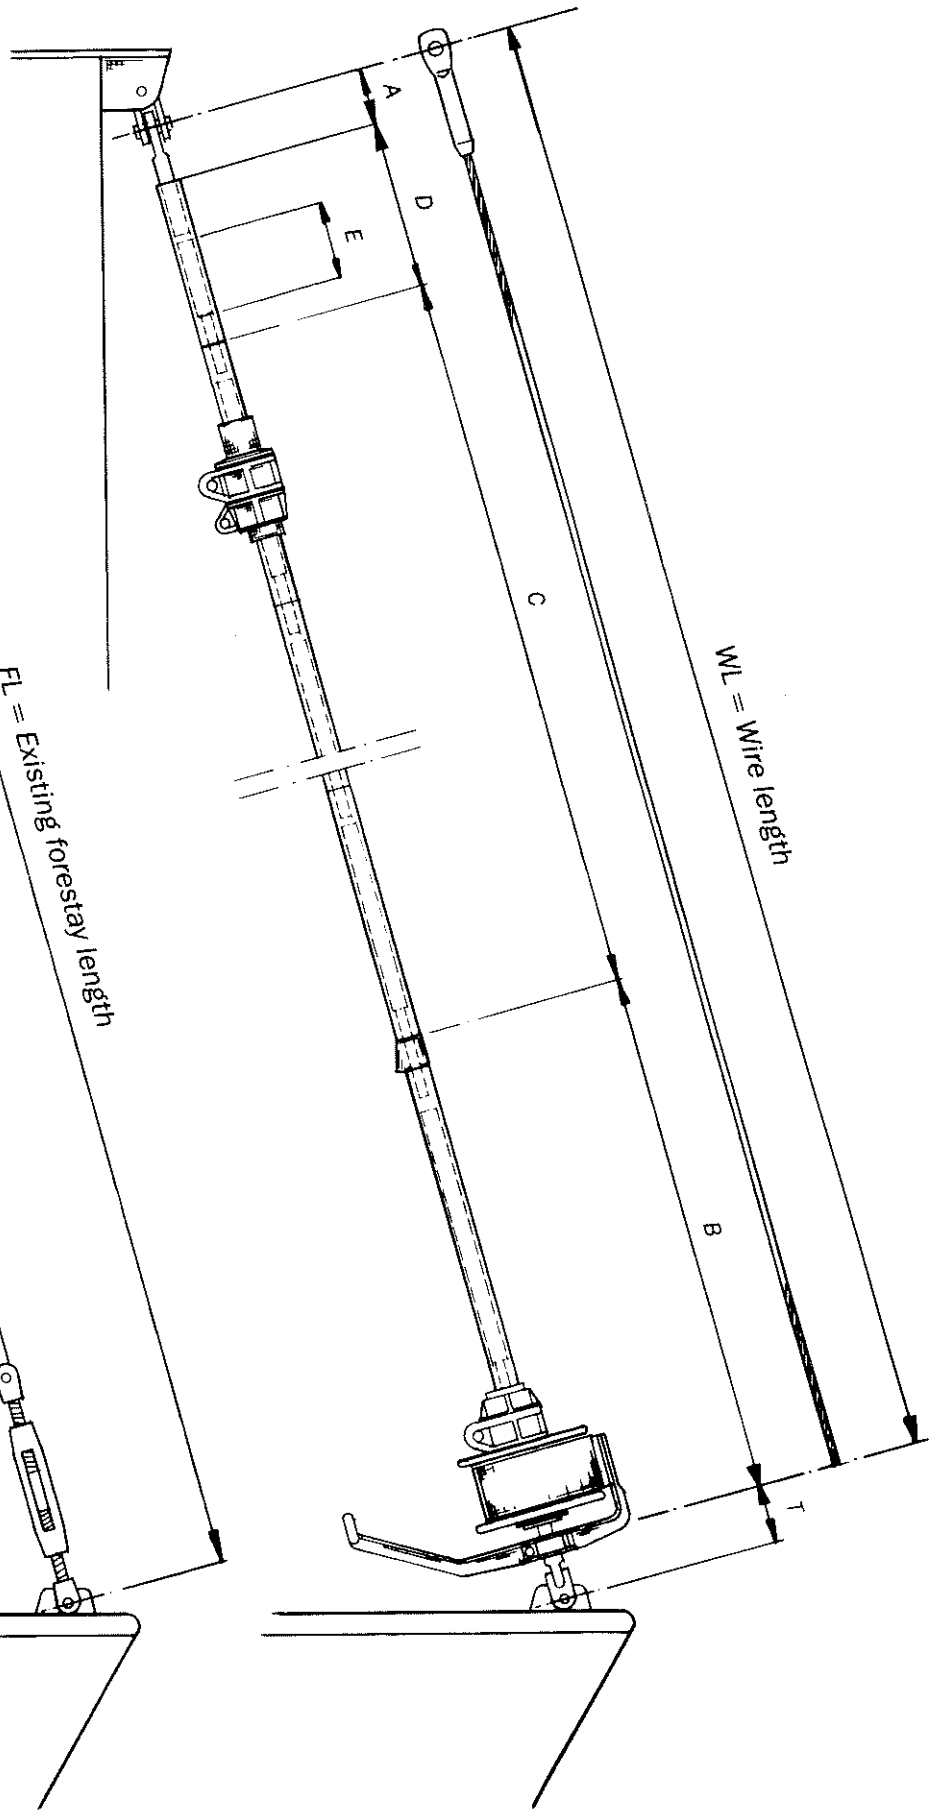 A
D
E
C
WL = Wire length
B
T
FL = Existing forestay length